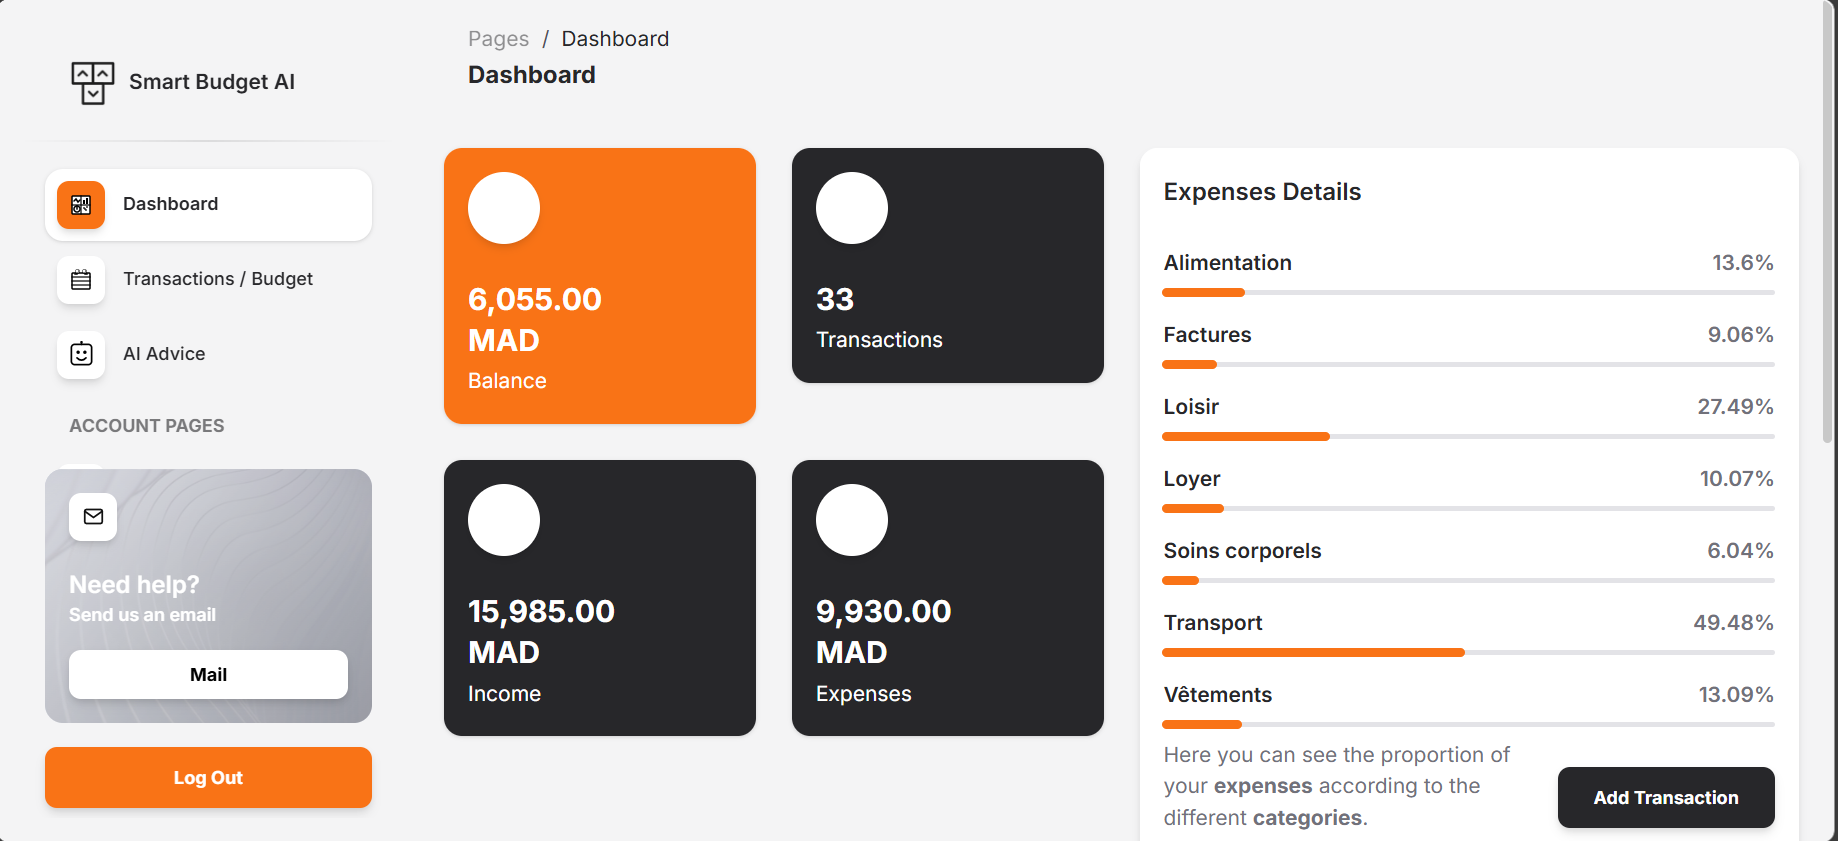 Smart Budget AI
Dashboard
Transactions / Budget
AI Advice
ACCOUNT PAGES
Need help?
Send us an email
Mail
Log Out
Pages / Dashboard
Dashboard
6,055.00
MAD
Balance
33
Transactions
15,985.00
MAD
Income
9,930.00
MAD
Expenses
Expenses Details
Alimentation 13.6%
Factures 9.06%
Loisir 27.49%
Loyer 10.07%
Soins corporels 6.04%
Transport 49.48%
Vêtements 13.09%
Here you can see the proportion of
your expenses according to the
different categories.
Add Transaction